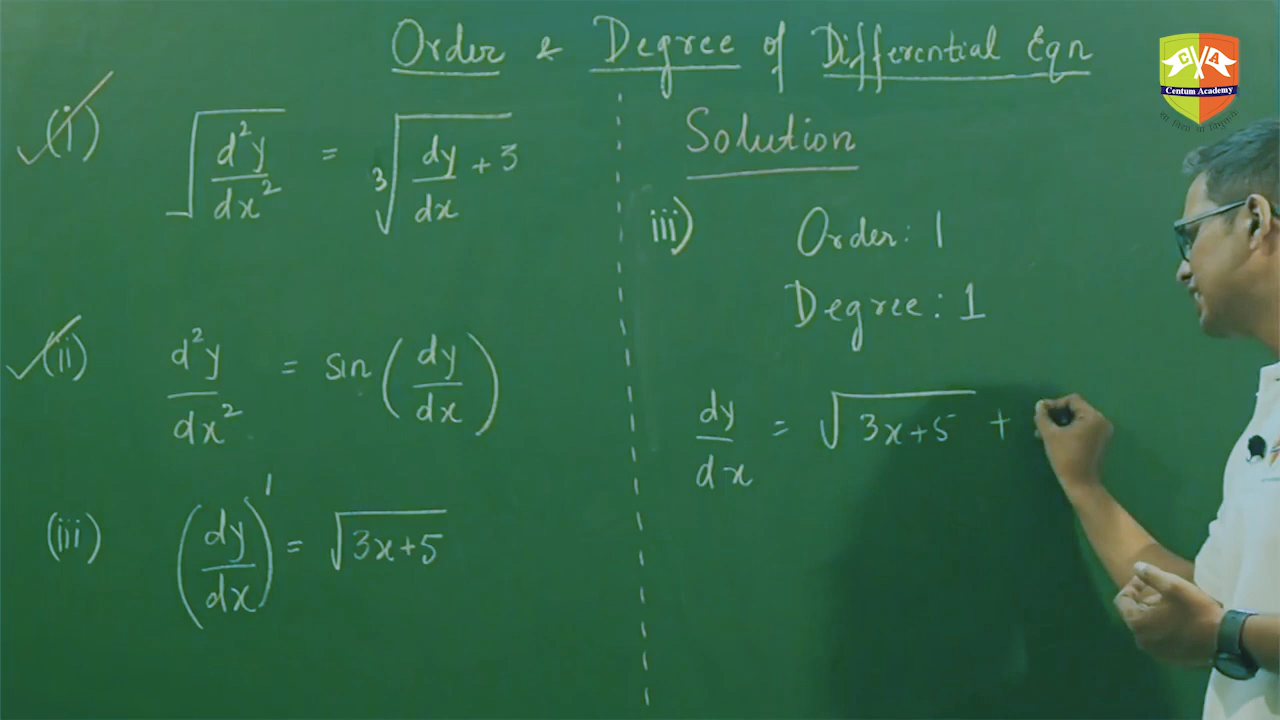 Order & Degree of Differential Eqn
C V A
Centum Academy
(i) √(d²y/dx²) = ∛(dy/dx + 3)
(ii) d²y/dx² = sin (dy/dx)
(iii) (dy/dx)¹ = √(3x+5)
Solution
iii) Order: 1
Degree: 1
dy/dx = √(3x+5) +